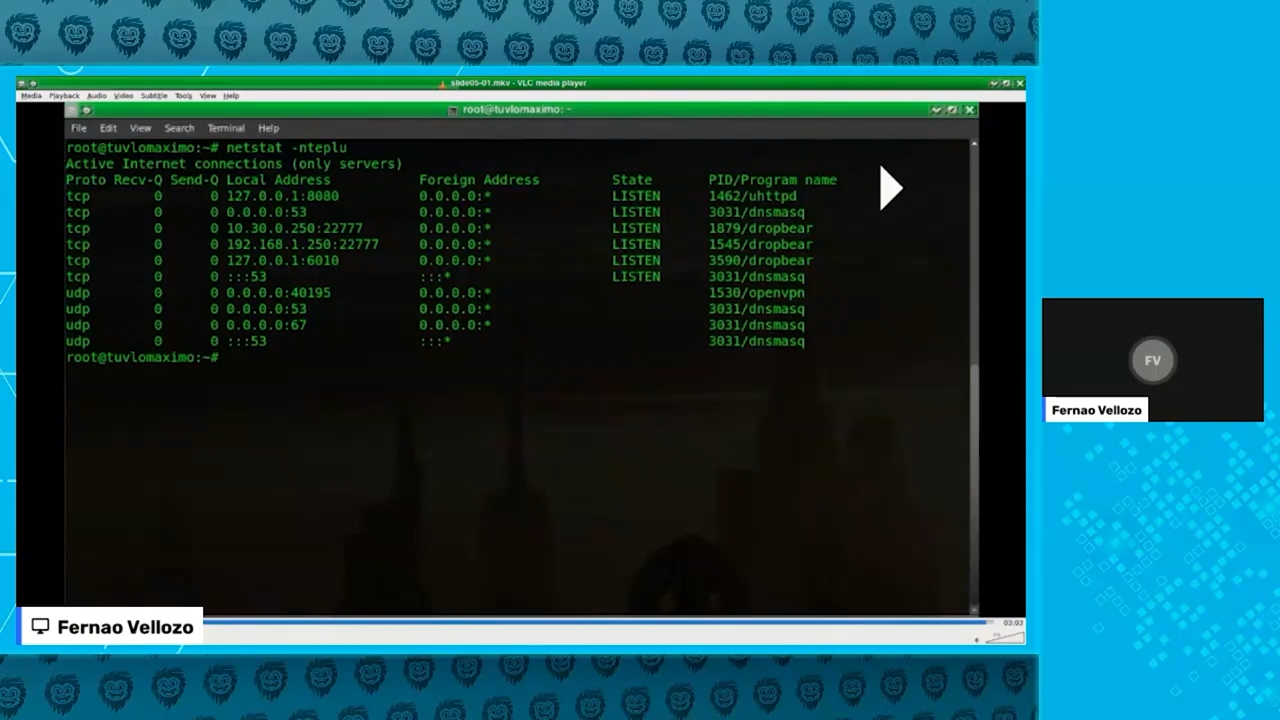 slide05-01.mkv - VLC media player
Media Playback Audio Video Subtitle Tools View Help
root@tuvlomaximo: ~
File Edit View Search Terminal Help
root@tuvlomaximo:~# netstat -nteplu
Active Internet connections (only servers)
Proto Recv-Q Send-Q Local Address Foreign Address State PID/Program name
tcp 0 0 127.0.0.1:8080 0.0.0.0:* LISTEN 1462/uhttpd
tcp 0 0 0.0.0.0:53 0.0.0.0:* LISTEN 3031/dnsmasq
tcp 0 0 10.30.0.250:22777 0.0.0.0:* LISTEN 1879/dropbear
tcp 0 0 192.168.1.250:22777 0.0.0.0:* LISTEN 1545/dropbear
tcp 0 0 127.0.0.1:6010 0.0.0.0:* LISTEN 3590/dropbear
tcp 0 0 :::53 :::* LISTEN 3031/dnsmasq
udp 0 0 0.0.0.0:40195 0.0.0.0:* 1530/openvpn
udp 0 0 0.0.0.0:53 0.0.0.0:* 3031/dnsmasq
udp 0 0 0.0.0.0:67 0.0.0.0:* 3031/dnsmasq
udp 0 0 :::53 :::* 3031/dnsmasq
root@tuvlomaximo:~#
FV
Fernao Vellozo
03:03
Fernao Vellozo